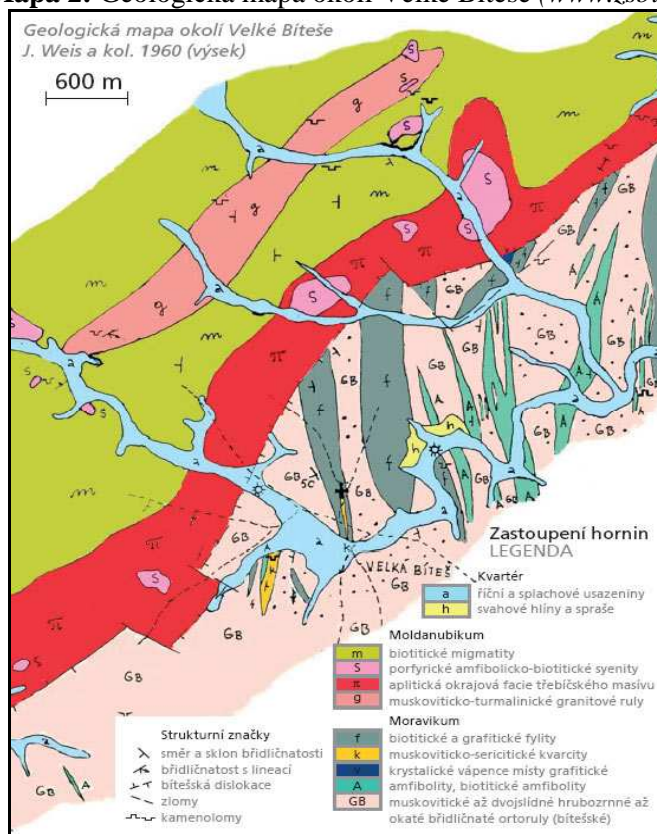 Mapa 2: Geologická mapa okolí Velké Bíteše
Geologická mapa okolí Velké Bíteše
J. Weis a kol. 1960 (výsek)
600 m
VELKÁ BÍTEŠ
Zastoupení hornin
LEGENDA
Kvartér
a říční a splachové usazeniny
h svahové hlíny a spraše
Moldanubikum
m biotitické migmatity
S porfyrické amfibolicko-biotitické syenity
π aplitická okrajová facie třebíčského masívu
g muskoviticko-turmalinické granitové ruly
Moravikum
f biotitické a grafitické fylity
k muskoviticko-sericitické kvarcity
v krystalické vápence místy grafitické
A amfibolity, biotitické amfibolity
GB muskovitické až dvojslídné hrubozrnné až
okaté břidličnaté ortoruly (bítešské)
Strukturní značky
směr a sklon břidličnatosti
břidličnatost s lineací
bítešská dislokace
zlomy
kamenolomy